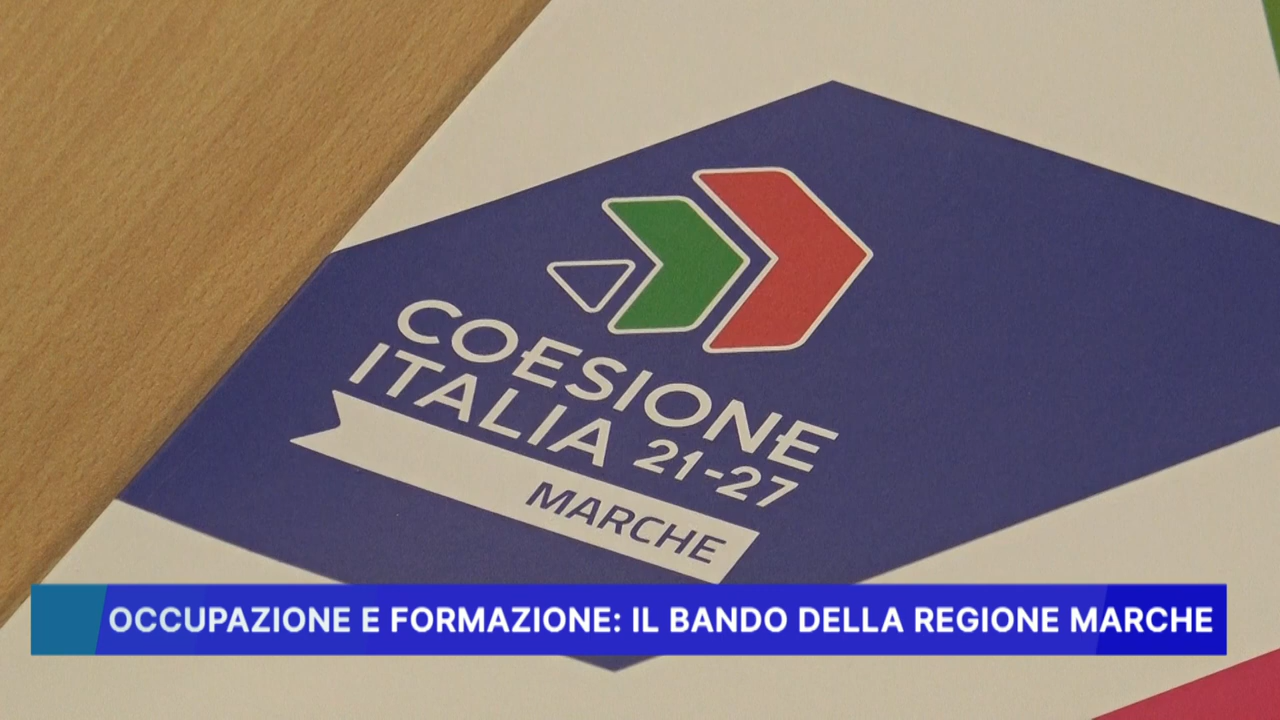 COESIONE
ITALIA 21-27
MARCHE
OCCUPAZIONE E FORMAZIONE: IL BANDO DELLA REGIONE MARCHE